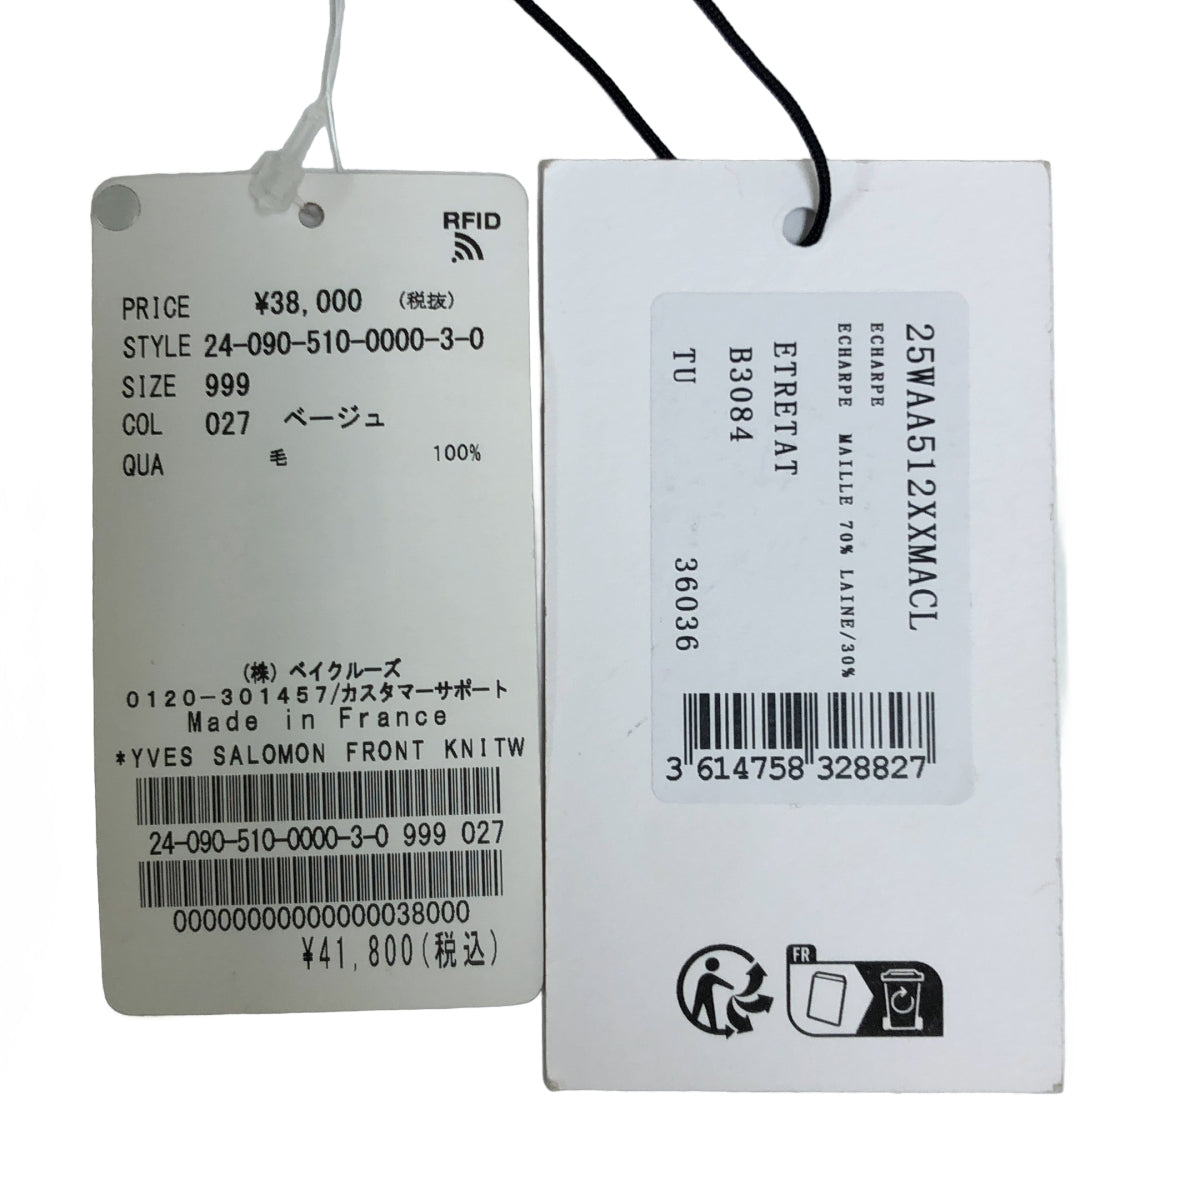 RFID
PRICE ¥38,000 (税抜)
STYLE 24-090-510-0000-3-0
SIZE 999
COL 027 ベージュ
QUA 毛 100%
(株) ベイクルーズ
0120-301457/カスタマーサポート
Made in France
*YVES SALOMON FRONT KNITW
24-090-510-0000-3-0 999 027
00000000000000038000
¥41,800(税込)
25WAA512XXMACL
ECHARPE
ECHARPE MAILLE 70% LAINE/30%
ETRETAT
B3084
TU 36036
3 614758 328827
FR